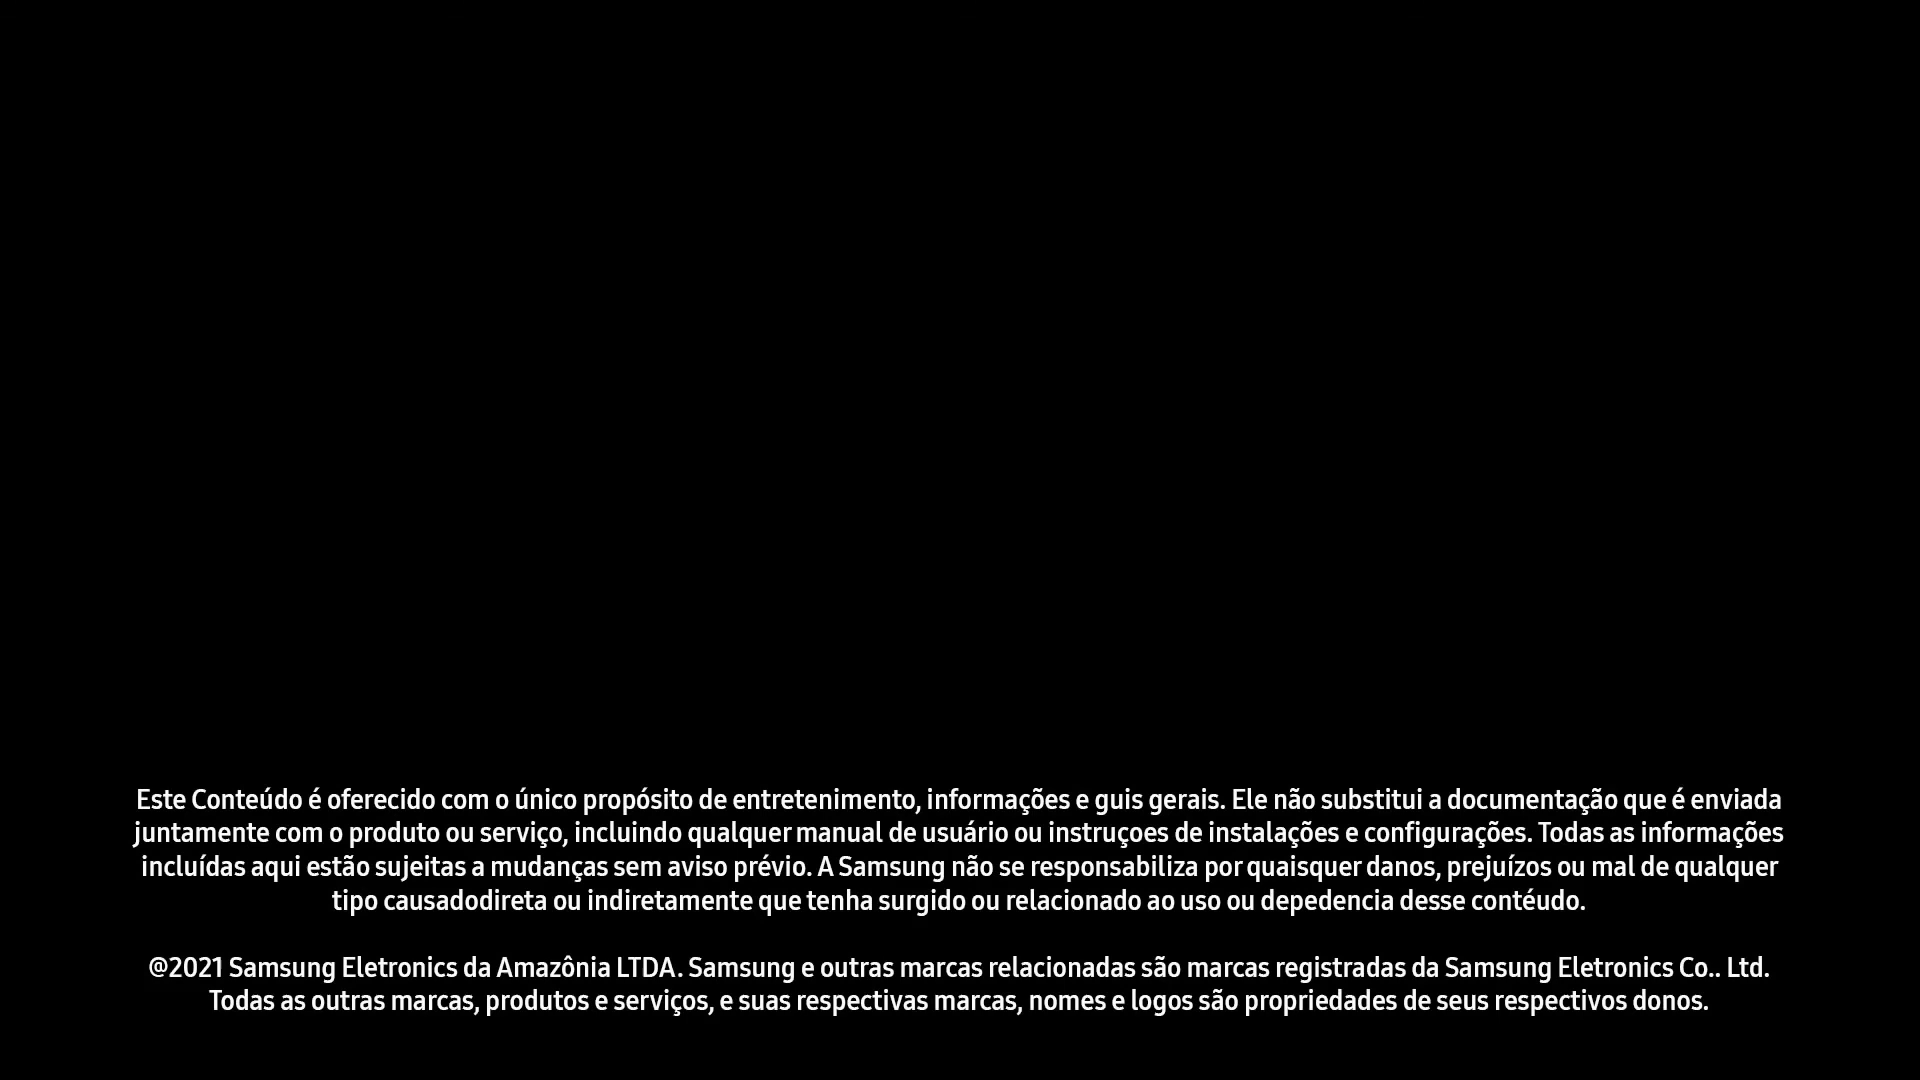 Este Conteúdo é oferecido com o único propósito de entretenimento, informações e guis gerais. Ele não substitui a documentação que é enviada
juntamente com o produto ou serviço, incluindo qualquer manual de usuário ou instruçoes de instalações e configurações. Todas as informações
incluídas aqui estão sujeitas a mudanças sem aviso prévio. A Samsung não se responsabiliza por quaisquer danos, prejuízos ou mal de qualquer
tipo causadodireta ou indiretamente que tenha surgido ou relacionado ao uso ou depedencia desse contéudo.
@2021 Samsung Eletronics da Amazônia LTDA. Samsung e outras marcas relacionadas são marcas registradas da Samsung Eletronics Co.. Ltd.
Todas as outras marcas, produtos e serviços, e suas respectivas marcas, nomes e logos são propriedades de seus respectivos donos.